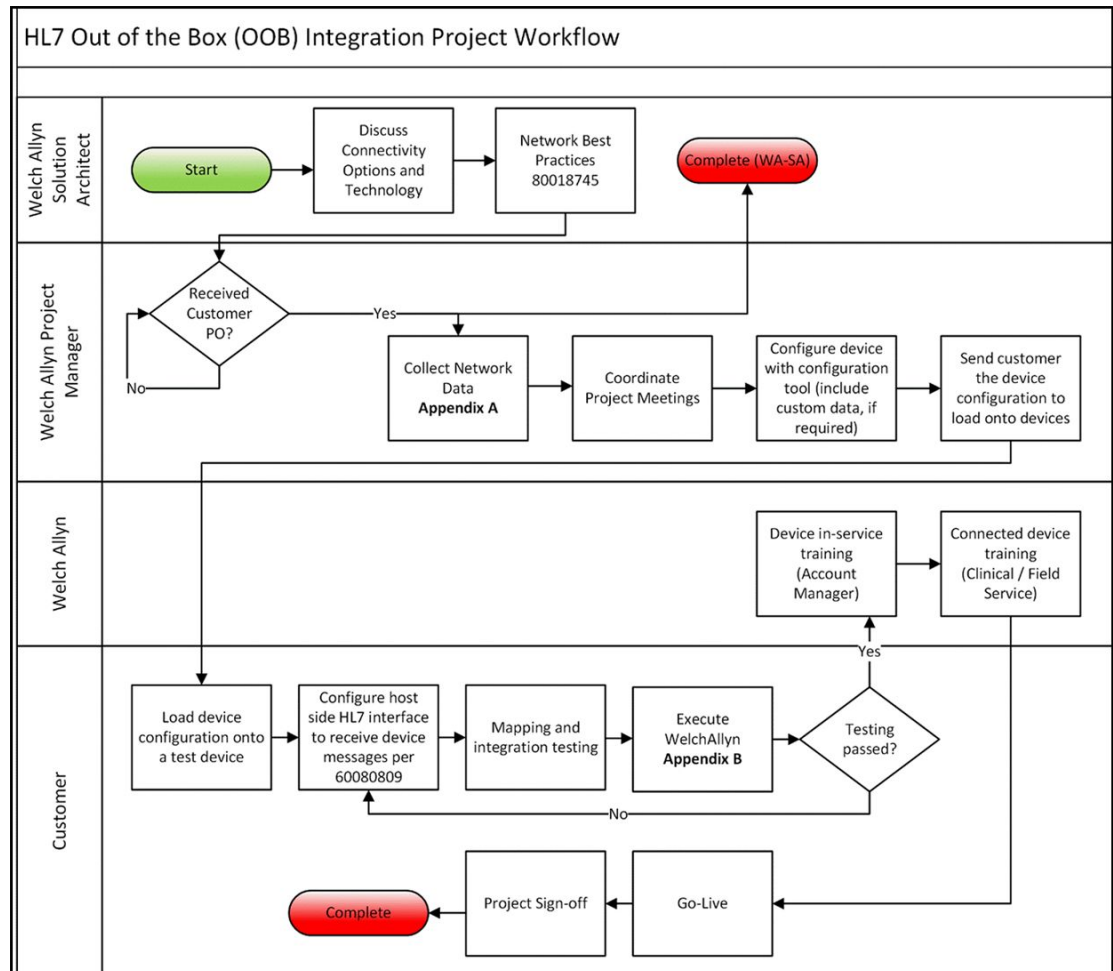 HL7 Out of the Box (OOB) Integration Project Workflow
Welch Allyn
Solution
Architect
Start
Discuss
Connectivity
Options and
Technology
Network Best
Practices
80018745
Complete (WA-SA)
Welch Allyn Project
Manager
Received
Customer
PO?
No
Yes
Collect Network
Data
Appendix A
Coordinate
Project Meetings
Configure device
with configuration
tool (include
custom data, if
required)
Send customer
the device
configuration to
load onto devices
Welch Allyn
Device in-service
training
(Account
Manager)
Connected device
training
(Clinical / Field
Service)
Customer
Load device
configuration onto
a test device
Configure host
side HL7 interface
to receive device
messages per
60080809
Mapping and
integration testing
Execute
WelchAllyn
Appendix B
Testing
passed?
Yes
No
Complete
Project Sign-off
Go-Live